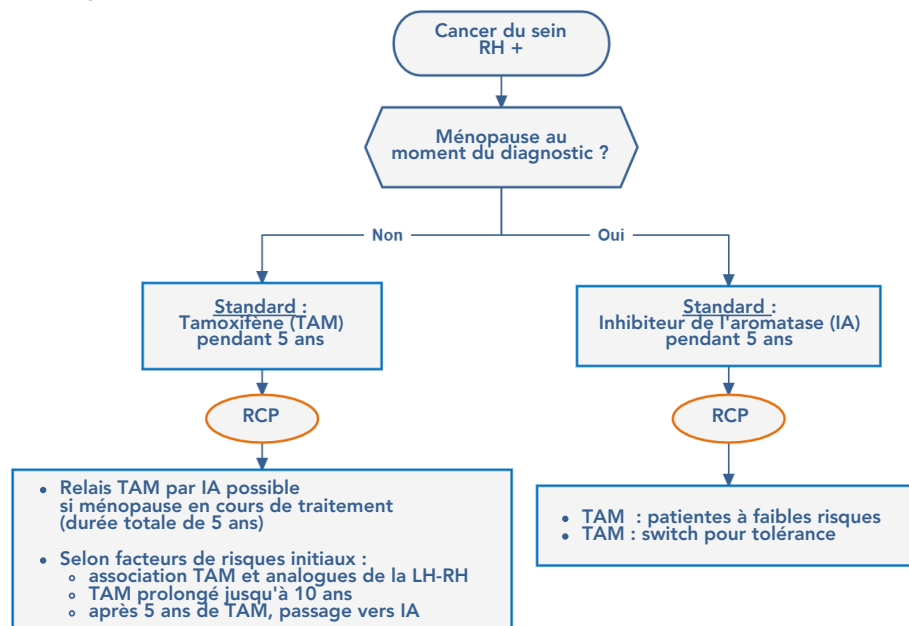 Cancer du sein
RH +
Ménopause au
moment du diagnostic ?
Non
Oui
Standard :
Tamoxifène (TAM)
pendant 5 ans
Standard :
Inhibiteur de l'aromatase (IA)
pendant 5 ans
RCP
RCP
• Relais TAM par IA possible
si ménopause en cours de traitement
(durée totale de 5 ans)
• Selon facteurs de risques initiaux :
◦ association TAM et analogues de la LH-RH
◦ TAM prolongé jusqu'à 10 ans
◦ après 5 ans de TAM, passage vers IA
• TAM : patientes à faibles risques
• TAM : switch pour tolérance